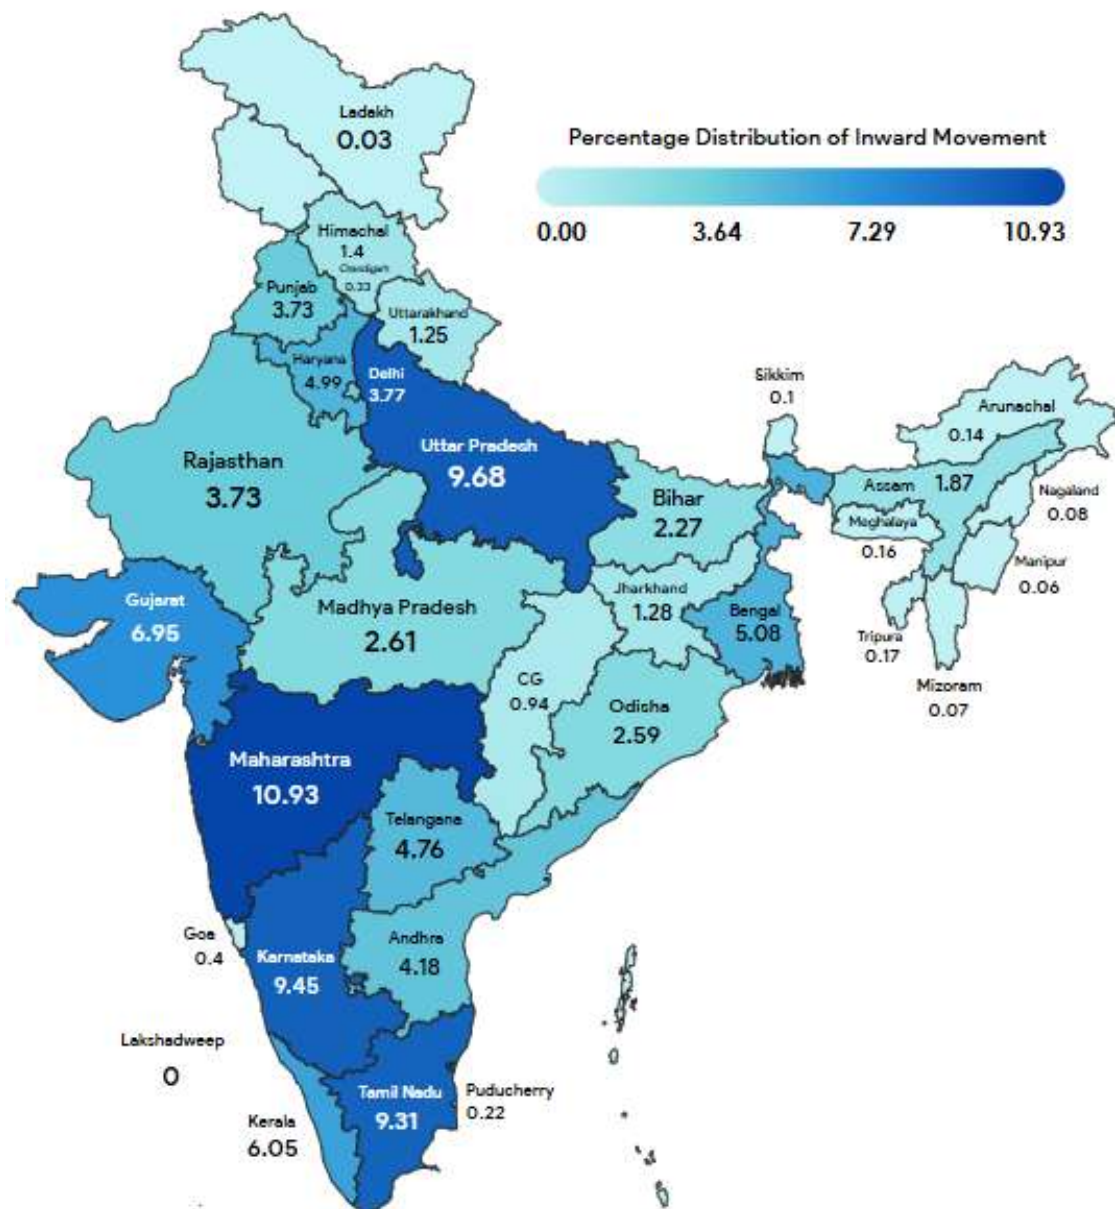 Ladakh
0.03
Percentage Distribution of Inward Movement
0.00 3.64 7.29 10.93
Himachal
1.4
Chandigarh
0.33
Punjab
3.73
Uttarakhand
1.25
Haryana
4.99
Delhi
3.77
Sikkim
0.1
Arunachal
0.14
Uttar Pradesh
9.68
Rajasthan
3.73
Bihar
2.27
Assam 1.87
Nagaland
0.08
Meghalaya
0.16
Manipur
0.06
Jharkhand
1.28
Gujarat
6.95
Madhya Pradesh
2.61
Bengal
5.08
Tripura
0.17
Mizoram
0.07
CG
0.94
Odisha
2.59
Maharashtra
10.93
Telangana
4.76
Goa
0.4
Andhra
4.18
Karnataka
9.45
Lakshadweep
0
Tamil Nadu
9.31
Puducherry
0.22
Kerala
6.05